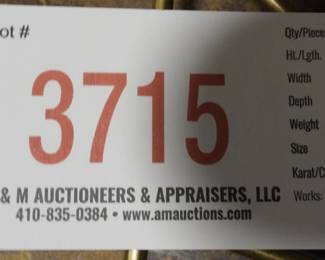 ot #
3715
& M AUCTIONEERS & APPRAISERS, LLC
410-835-0384 • www.amauctions.com
Qty/Piece
Ht./Lgth.
Width
Depth
Weight
Size
Karat/C
Works: